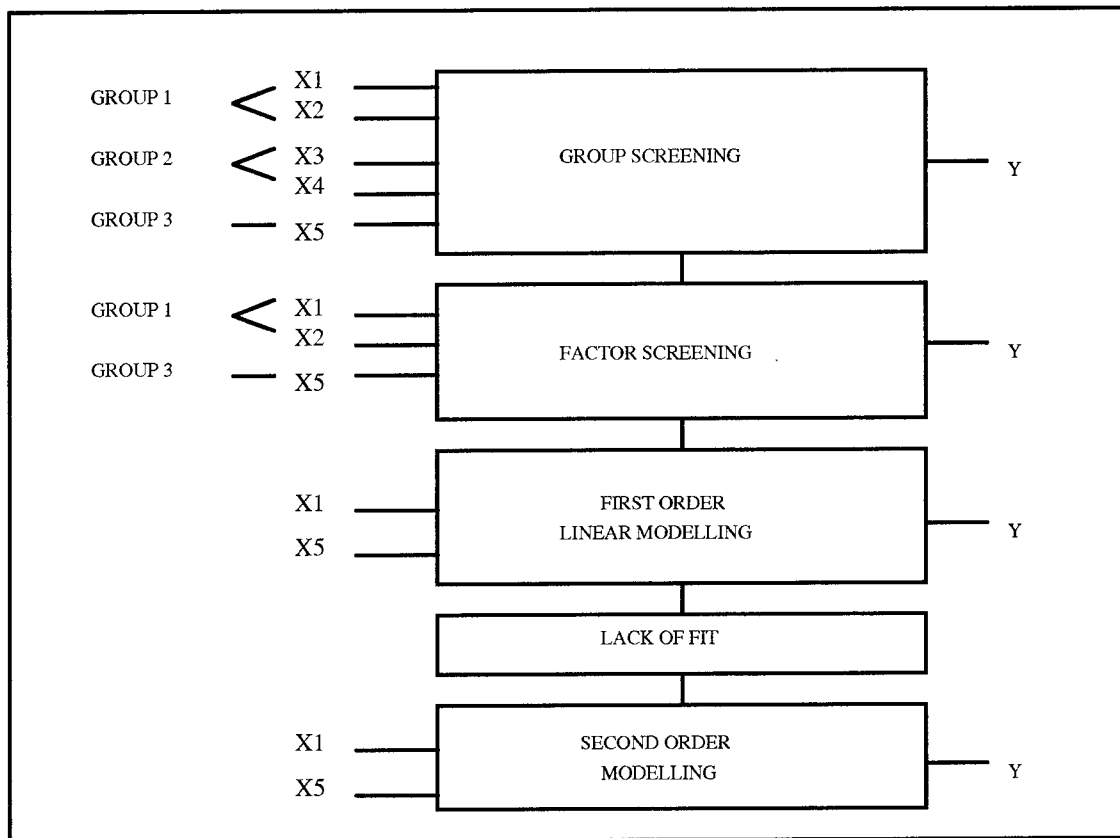 GROUP 1 X1
X2
GROUP SCREENING
GROUP 2 X3
X4
Y
GROUP 3 X5
GROUP 1 X1
X2
FACTOR SCREENING
Y
GROUP 3 X5
X1
FIRST ORDER
LINEAR MODELLING
Y
X5
LACK OF FIT
X1
SECOND ORDER
MODELLING
Y
X5